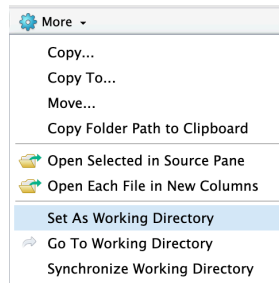 More
Copy...
Copy To...
Move...
Copy Folder Path to Clipboard
Open Selected in Source Pane
Open Each File in New Columns
Set As Working Directory
Go To Working Directory
Synchronize Working Directory